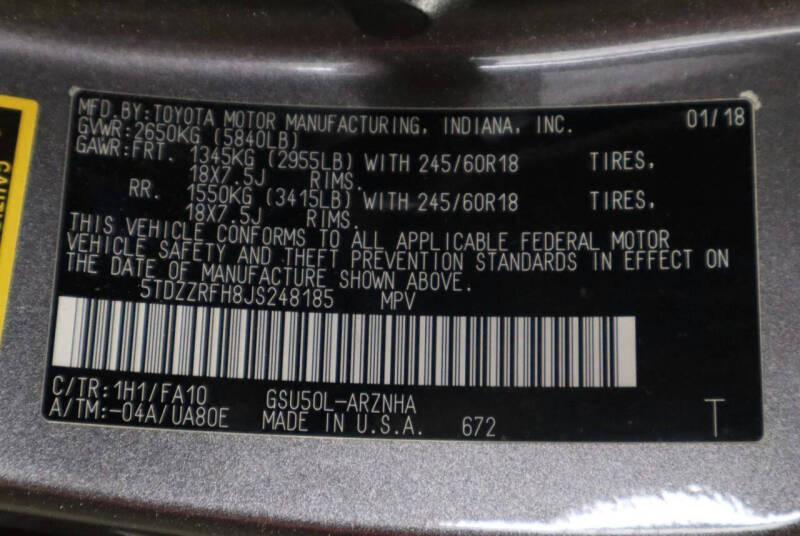 MFD. BY: TOYOTA MOTOR MANUFACTURING, INDIANA, INC. 01/18
GVWR: 2650KG (5840LB)
GAWR: FRT. 1345KG (2955LB) WITH 245/60R18 TIRES,
18X7.5J RIMS.
RR. 1550KG (3415LB) WITH 245/60R18 TIRES,
18X7.5J RIMS.
THIS VEHICLE CONFORMS TO ALL APPLICABLE FEDERAL MOTOR
VEHICLE SAFETY AND THEFT PREVENTION STANDARDS IN EFFECT ON
THE DATE OF MANUFACTURE SHOWN ABOVE.
5TDZZRFH8JS248185 MPV
C/TR: 1H1/FA10 GSU50L-ARZNHA
A/TM:-04A/UA80E MADE IN U.S.A. 672 T